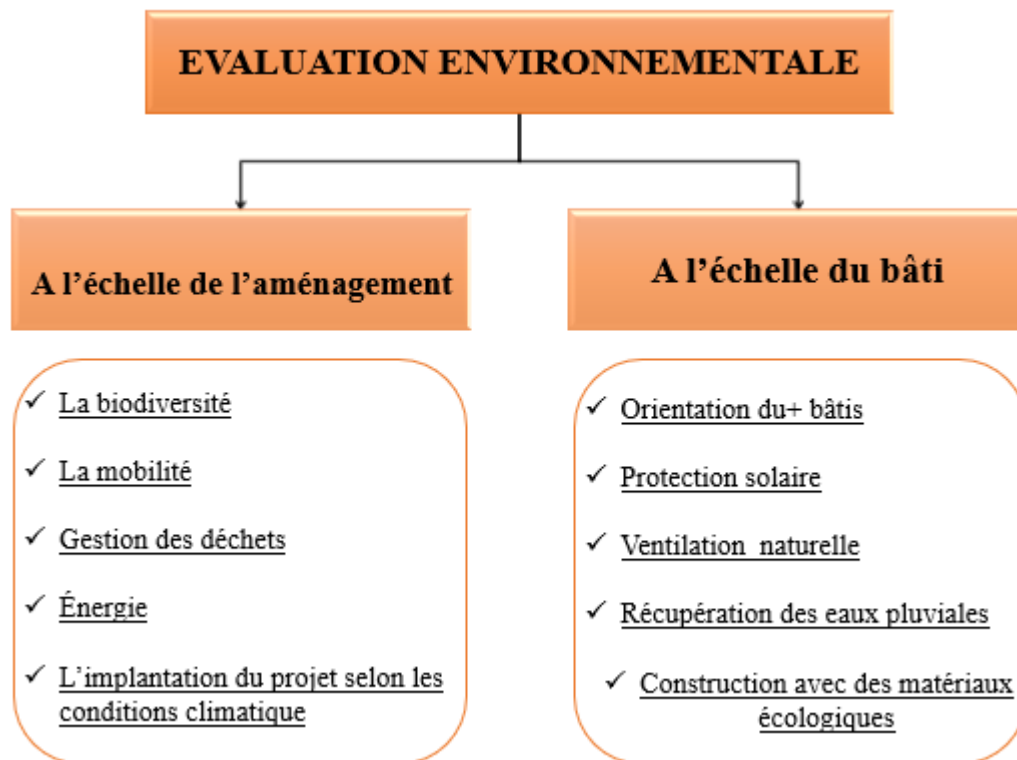 EVALUATION ENVIRONNEMENTALE
A l’échelle de l’aménagement
✓ La biodiversité
✓ La mobilité
✓ Gestion des déchets
✓ Énergie
✓ L’implantation du projet selon les
conditions climatique
A l’échelle du bâti
✓ Orientation du+ bâtis
✓ Protection solaire
✓ Ventilation naturelle
✓ Récupération des eaux pluviales
✓ Construction avec des matériaux
écologiques